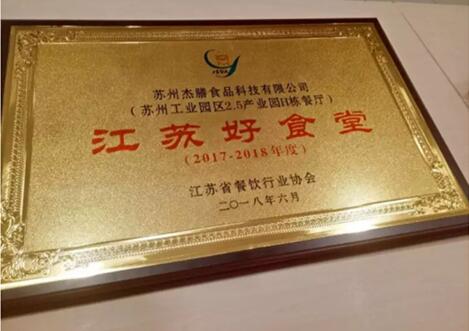 苏州杰膳食品科技有限公司
（苏州工业园区2.5产业园H栋餐厅）
江苏好食堂
（2017-2018年度）
江苏省餐饮行业协会
二〇一八年六月